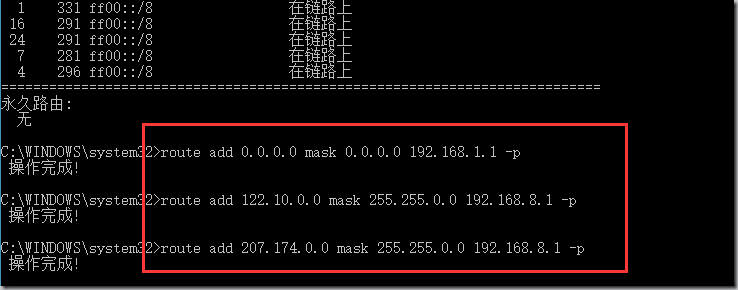 1 331 ff00::/8 在链路上
16 291 ff00::/8 在链路上
24 291 ff00::/8 在链路上
7 281 ff00::/8 在链路上
4 296 ff00::/8 在链路上
===========================================================================
永久路由:
无
C:\WINDOWS\system32>route add 0.0.0.0 mask 0.0.0.0 192.168.1.1 -p
操作完成!
C:\WINDOWS\system32>route add 122.10.0.0 mask 255.255.0.0 192.168.8.1 -p
操作完成!
C:\WINDOWS\system32>route add 207.174.0.0 mask 255.255.0.0 192.168.8.1 -p
操作完成!